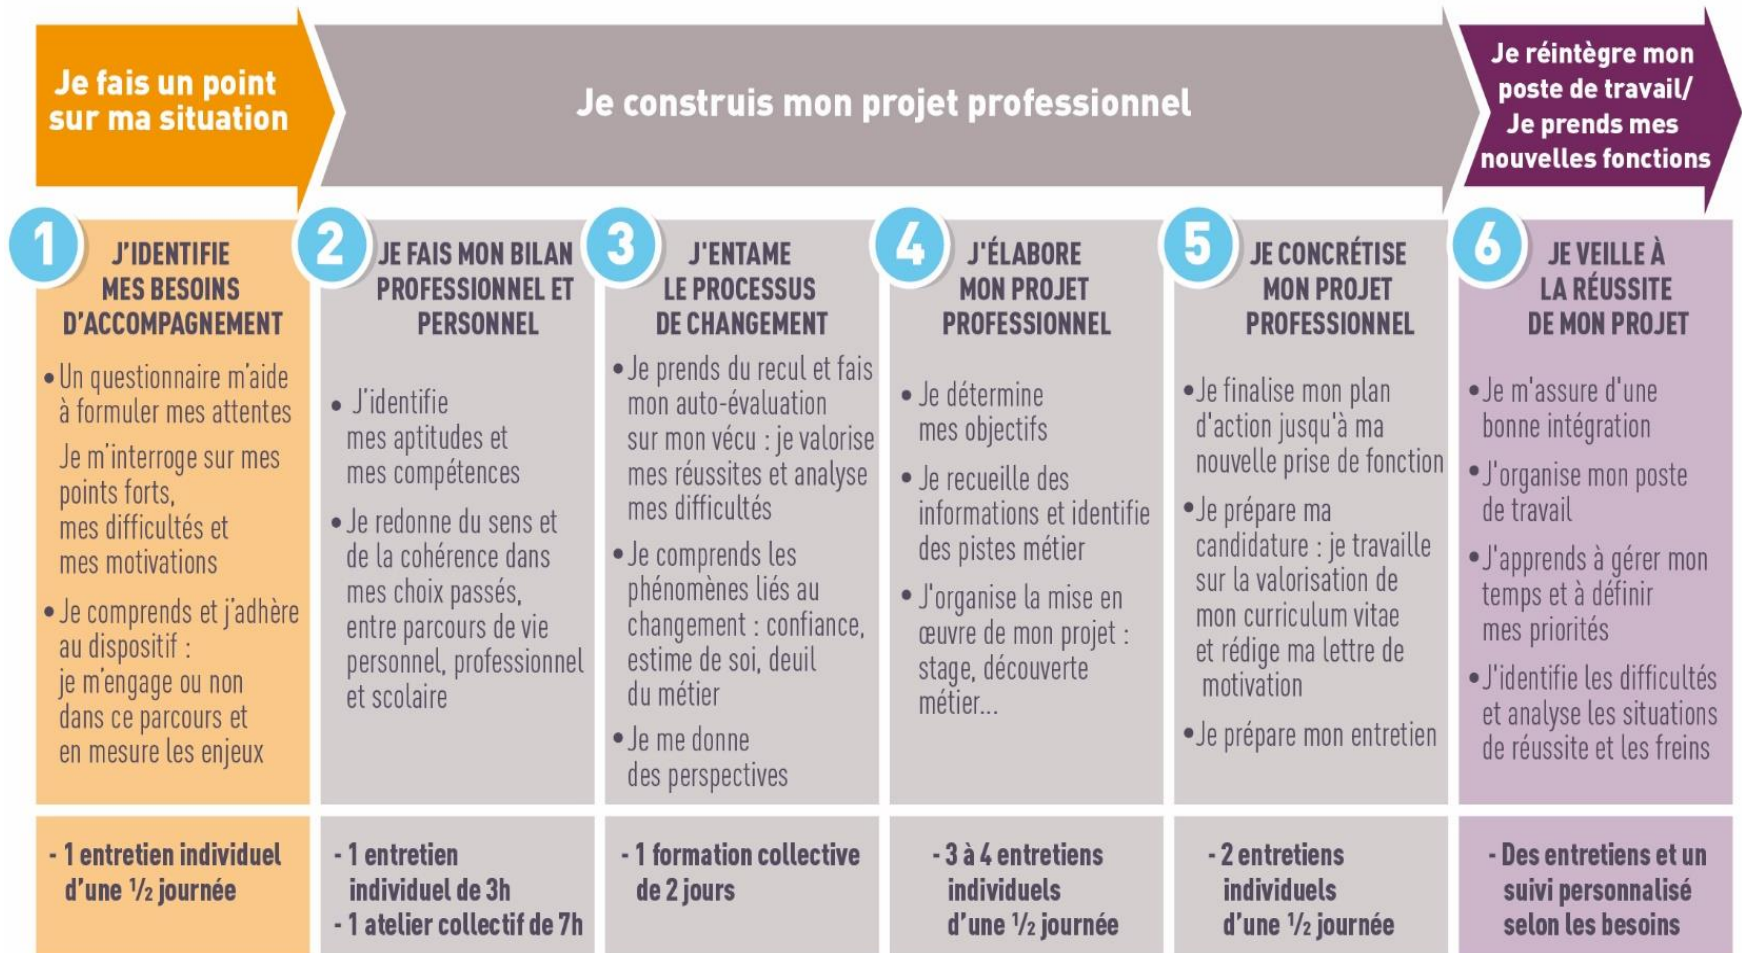 Je fais un point
sur ma situation
Je construis mon projet professionnel
Je réintègre mon
poste de travail/
Je prends mes
nouvelles fonctions
1
J'IDENTIFIE
MES BESOINS
D'ACCOMPAGNEMENT
• Un questionnaire m'aide
à formuler mes attentes
Je m'interroge sur mes
points forts,
mes difficultés et
mes motivations
• Je comprends et j'adhère
au dispositif :
je m'engage ou non
dans ce parcours et
en mesure les enjeux
- 1 entretien individuel
d'une ½ journée
2
JE FAIS MON BILAN
PROFESSIONNEL ET
PERSONNEL
• J'identifie
mes aptitudes et
mes compétences
• Je redonne du sens et
de la cohérence dans
mes choix passés,
entre parcours de vie
personnel, professionnel
et scolaire
- 1 entretien
individuel de 3h
- 1 atelier collectif de 7h
3
J'ENTAME
LE PROCESSUS
DE CHANGEMENT
• Je prends du recul et fais
mon auto-évaluation
sur mon vécu : je valorise
mes réussites et analyse
mes difficultés
• Je comprends les
phénomènes liés au
changement : confiance,
estime de soi, deuil
du métier
• Je me donne
des perspectives
- 1 formation collective
de 2 jours
4
J'ÉLABORE
MON PROJET
PROFESSIONNEL
• Je détermine
mes objectifs
• Je recueille des
informations et identifie
des pistes métier
• J'organise la mise en
œuvre de mon projet :
stage, découverte
métier...
- 3 à 4 entretiens
individuels
d'une ½ journée
5
JE CONCRÉTISE
MON PROJET
PROFESSIONNEL
• Je finalise mon plan
d'action jusqu'à ma
nouvelle prise de fonction
• Je prépare ma
candidature : je travaille
sur la valorisation de
mon curriculum vitae
et rédige ma lettre de
motivation
• Je prépare mon entretien
- 2 entretiens
individuels
d'une ½ journée
6
JE VEILLE À
LA RÉUSSITE
DE MON PROJET
• Je m'assure d'une
bonne intégration
• J'organise mon poste
de travail
• J'apprends à gérer mon
temps et à définir
mes priorités
• J'identifie les difficultés
et analyse les situations
de réussite et les freins
- Des entretiens et un
suivi personnalisé
selon les besoins